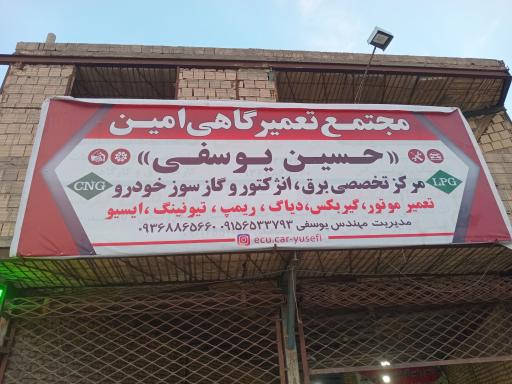 مجتمع تعمیرگاهی امین
«حسین یوسفی»
CNG
LPG
مرکز تخصصی برق، انژکتور و گاز سوز خودرو
تعمیر موتور، گیربکس، دیاگ، ریمپ، تیونینگ، ایسیو
مدیریت مهندس یوسفی ۰۹۱۵۶۵۳۳۷۹۳ ۰۹۳۶۸۸۶۵۶۶۰
ecu.car-yusefi